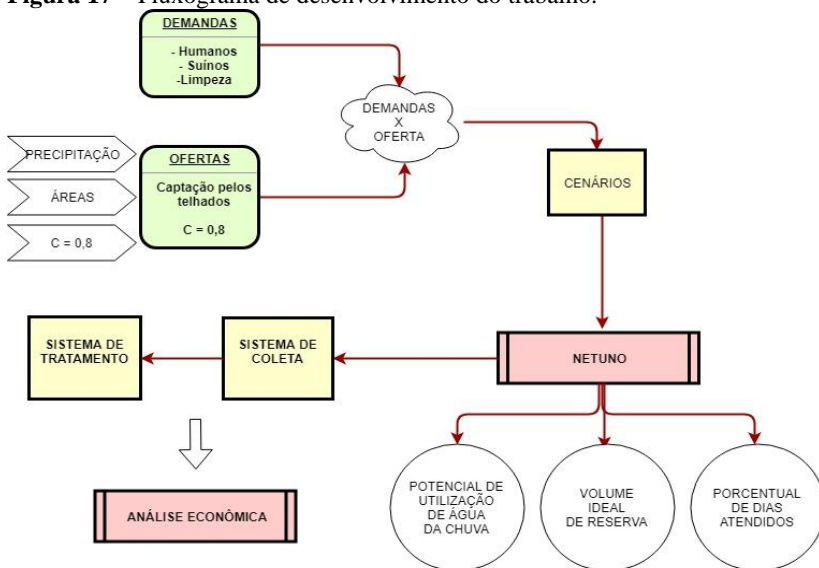 Figura 17 – Fluxograma de desenvolvimento do trabalho.
DEMANDAS
- Humanos
- Suínos
-Limpeza
DEMANDAS
X
OFERTA
PRECIPITAÇÃO
ÁREAS
C = 0,8
OFERTAS
Captação pelos
telhados
C = 0,8
CENÁRIOS
SISTEMA DE
TRATAMENTO
SISTEMA DE
COLETA
NETUNO
ANÁLISE ECONÔMICA
POTENCIAL DE
UTILIZAÇÃO
DE ÁGUA
DA CHUVA
VOLUME
IDEAL
DE RESERVA
PORCENTUAL
DE DIAS
ATENDIDOS